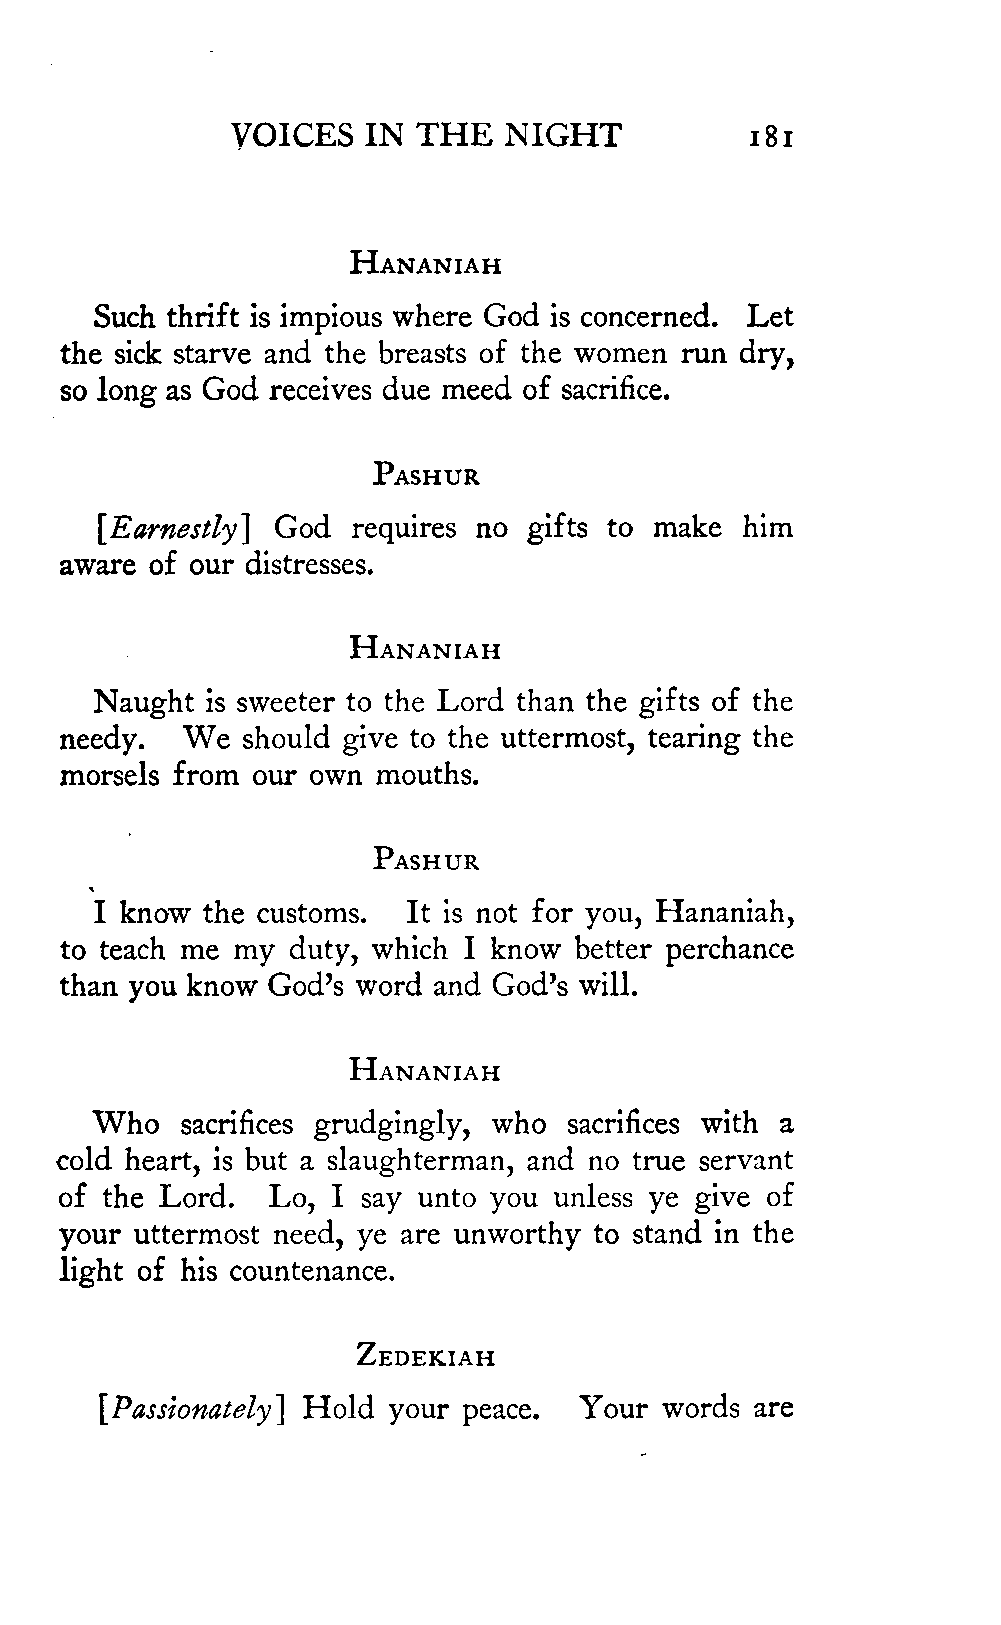 VOICES IN THE NIGHT 181
HANANIAH
Such thrift is impious where God is concerned. Let
the sick starve and the breasts of the women run dry,
so long as God receives due meed of sacrifice.
PASHUR
[Earnestly] God requires no gifts to make him
aware of our distresses.
HANANIAH
Naught is sweeter to the Lord than the gifts of the
needy. We should give to the uttermost, tearing the
morsels from our own mouths.
PASHUR
I know the customs. It is not for you, Hananiah,
to teach me my duty, which I know better perchance
than you know God's word and God's will.
HANANIAH
Who sacrifices grudgingly, who sacrifices with a
cold heart, is but a slaughterman, and no true servant
of the Lord. Lo, I say unto you unless ye give of
your uttermost need, ye are unworthy to stand in the
light of his countenance.
ZEDEKIAH
[Passionately] Hold your peace. Your words are